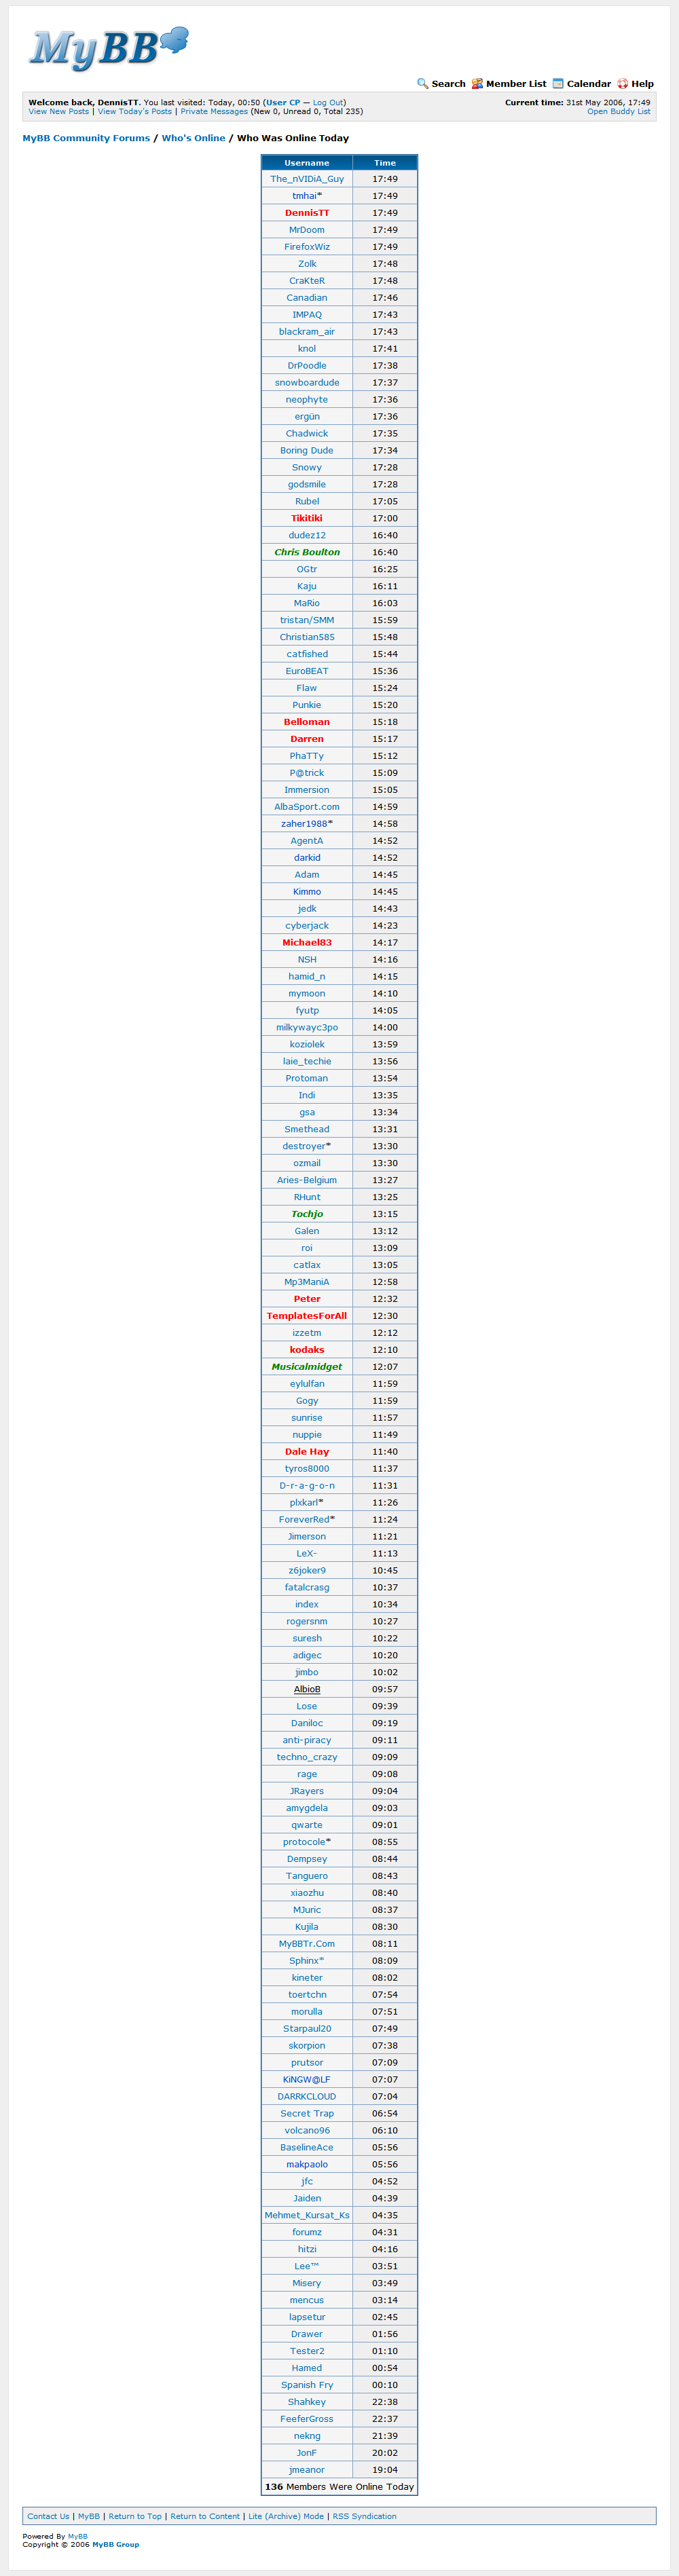 MyBB
Search Member List Calendar Help
Welcome back, DennisTT. You last visited: Today, 00:50 (User CP — Log Out) Current time: 31st May 2006, 17:49
View New Posts | View Today's Posts | Private Messages (New 0, Unread 0, Total 235) Open Buddy List
MyBB Community Forums / Who's Online / Who Was Online Today
Username Time
The_nVIDiA_Guy 17:49
tmhai* 17:49
DennisTT 17:49
MrDoom 17:49
FirefoxWiz 17:49
Zolk 17:48
CraKteR 17:48
Canadian 17:46
IMPAQ 17:43
blackram_air 17:43
knol 17:41
DrPoodle 17:38
snowboardude 17:37
neophyte 17:36
ergün 17:36
Chadwick 17:35
Boring Dude 17:34
Snowy 17:28
godsmile 17:28
Rubel 17:05
Tikitiki 17:00
dudez12 16:40
Chris Boulton 16:40
OGtr 16:25
Kaju 16:11
MaRio 16:03
tristan/SMM 15:59
Christian585 15:48
catfished 15:44
EuroBEAT 15:36
Flaw 15:24
Punkie 15:20
Belloman 15:18
Darren 15:17
PhaTTy 15:12
P@trick 15:09
Immersion 15:05
AlbaSport.com 14:59
zaher1988* 14:58
AgentA 14:52
darkid 14:52
Adam 14:45
Kimmo 14:45
jedk 14:43
cyberjack 14:23
Michael83 14:17
NSH 14:16
hamid_n 14:15
mymoon 14:10
fyutp 14:05
milkywayc3po 14:00
koziolek 13:59
laie_techie 13:56
Protoman 13:54
Indi 13:35
gsa 13:34
Smethead 13:31
destroyer* 13:30
ozmail 13:30
Aries-Belgium 13:27
RHunt 13:25
Tochjo 13:15
Galen 13:12
roi 13:09
catlax 13:05
Mp3ManiA 12:58
Peter 12:32
TemplatesForAll 12:30
izzetm 12:12
kodaks 12:10
Musicalmidget 12:07
eylulfan 11:59
Gogy 11:59
sunrise 11:57
nuppie 11:49
Dale Hay 11:40
tyros8000 11:37
D-r-a-g-o-n 11:31
plxkarl* 11:26
ForeverRed* 11:24
Jimerson 11:21
LeX- 11:13
z6joker9 10:45
fatalcrasg 10:37
index 10:34
rogersnm 10:27
suresh 10:22
adigec 10:20
jimbo 10:02
AlbioB 09:57
Lose 09:39
Daniloc 09:19
anti-piracy 09:11
techno_crazy 09:09
rage 09:08
JRayers 09:04
amygdela 09:03
qwarte 09:01
protocole* 08:55
Dempsey 08:44
Tanguero 08:43
xiaozhu 08:40
MJuric 08:37
Kujila 08:30
MyBBTr.Com 08:11
Sphinx℠ 08:09
kineter 08:02
toertchn 07:54
morulla 07:51
Starpaul20 07:49
skorpion 07:38
prutsor 07:09
KiNGW@LF 07:07
DARRKCLOUD 07:04
Secret Trap 06:54
volcano96 06:10
BaselineAce 05:56
makpaolo 05:56
jfc 04:52
Jaiden 04:39
Mehmet_Kursat_Ks 04:35
forumz 04:31
hitzi 04:16
Lee™ 03:51
Misery 03:49
mencus 03:14
lapsetur 02:45
Drawer 01:56
Tester2 01:10
Hamed 00:54
Spanish Fry 00:10
Shahkey 22:38
FeeferGross 22:37
nekng 21:39
JonF 20:02
jmeanor 19:04
136 Members Were Online Today
Contact Us | MyBB | Return to Top | Return to Content | Lite (Archive) Mode | RSS Syndication
Powered By MyBB
Copyright © 2006 MyBB Group